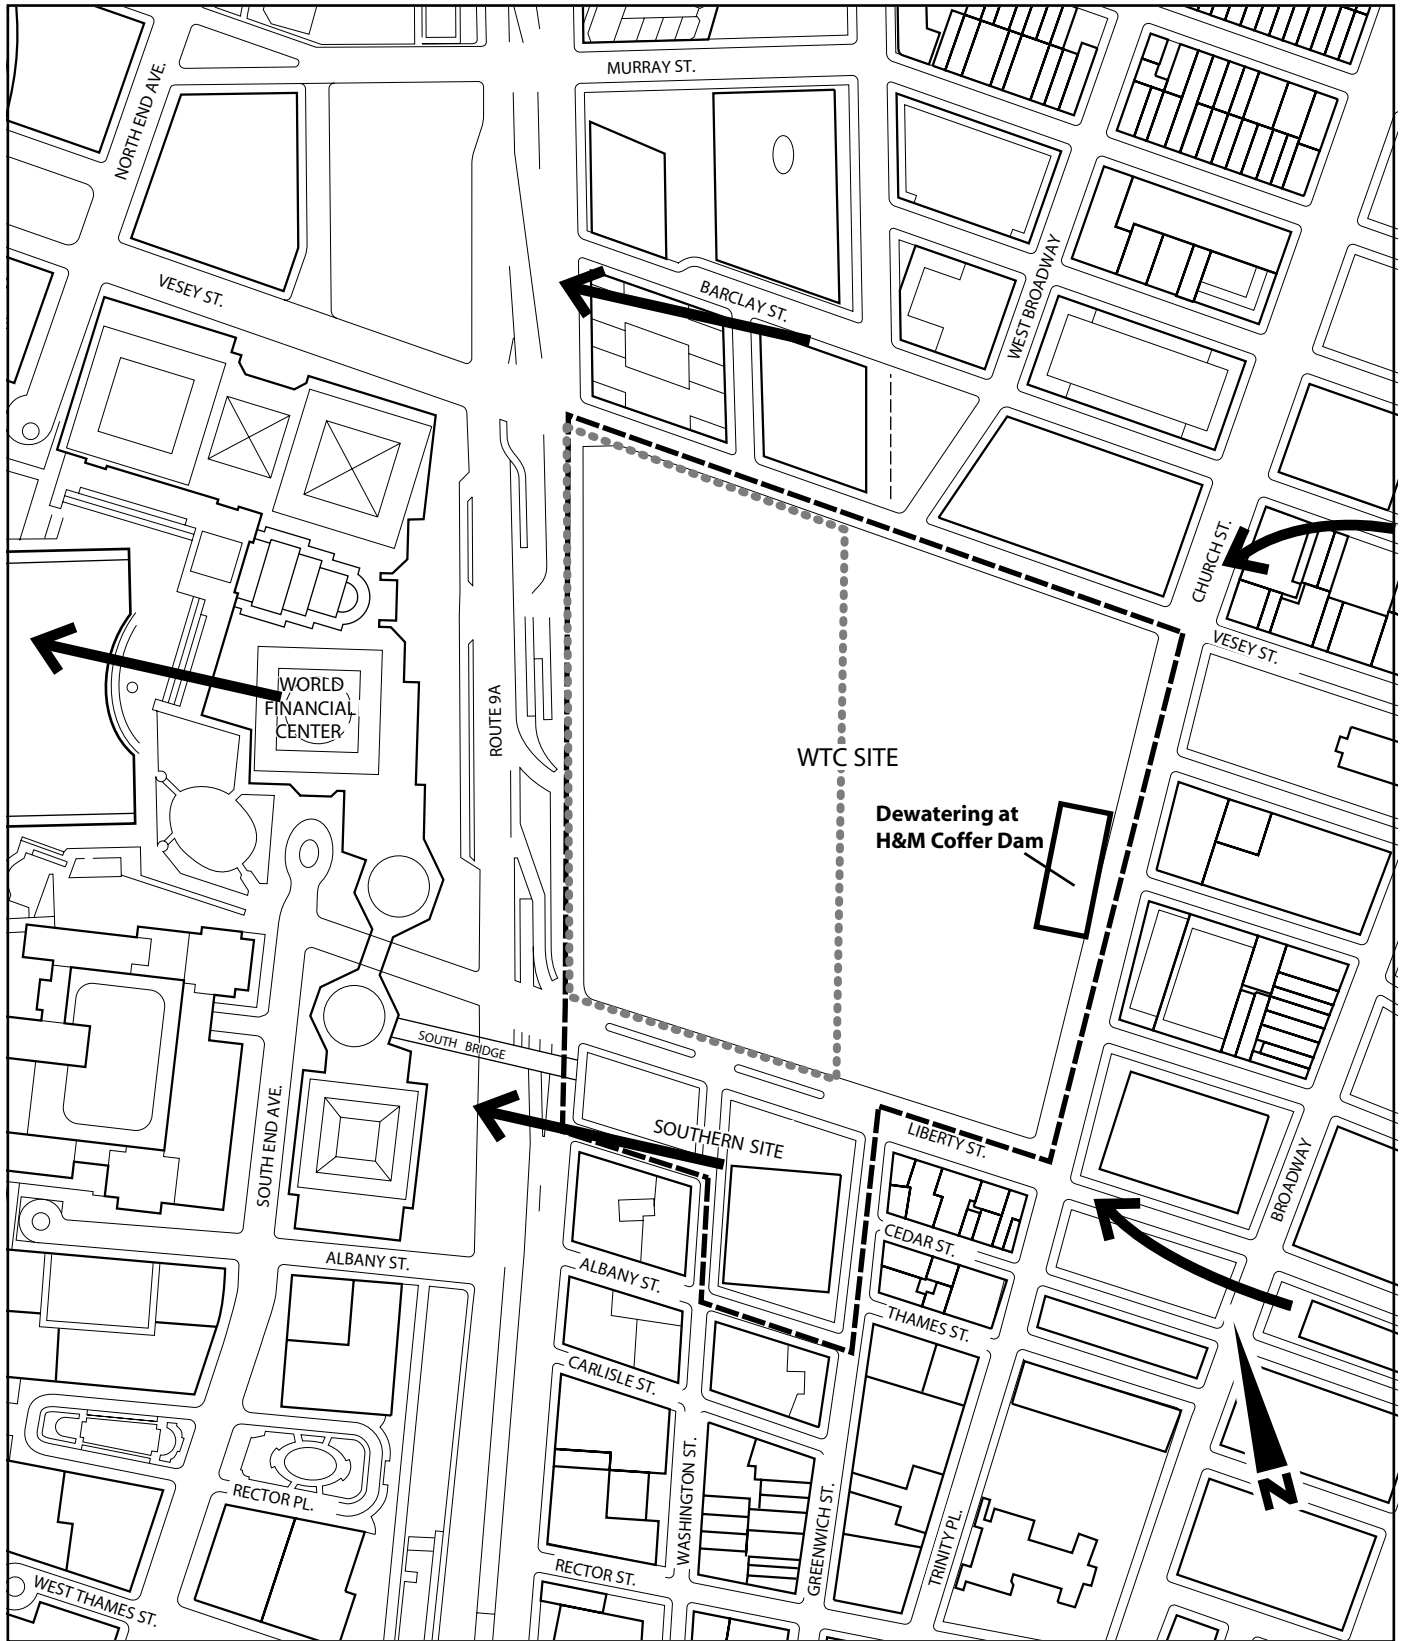 MURRAY ST.
NORTH END AVE.
VESEY ST.
BARCLAY ST.
WEST BROADWAY
CHURCH ST.
VESEY ST.
WORLD
FINANCIAL
CENTER
ROUTE 9A
WTC SITE
Dewatering at
H&M Coffer Dam
SOUTH BRIDGE
SOUTHERN SITE
LIBERTY ST.
SOUTH END AVE.
BROADWAY
CEDAR ST.
ALBANY ST.
ALBANY ST.
THAMES ST.
CARLISLE ST.
WASHINGTON ST.
GREENWICH ST.
TRINITY PL.
N
RECTOR PL.
RECTOR ST.
WEST THAMES ST.